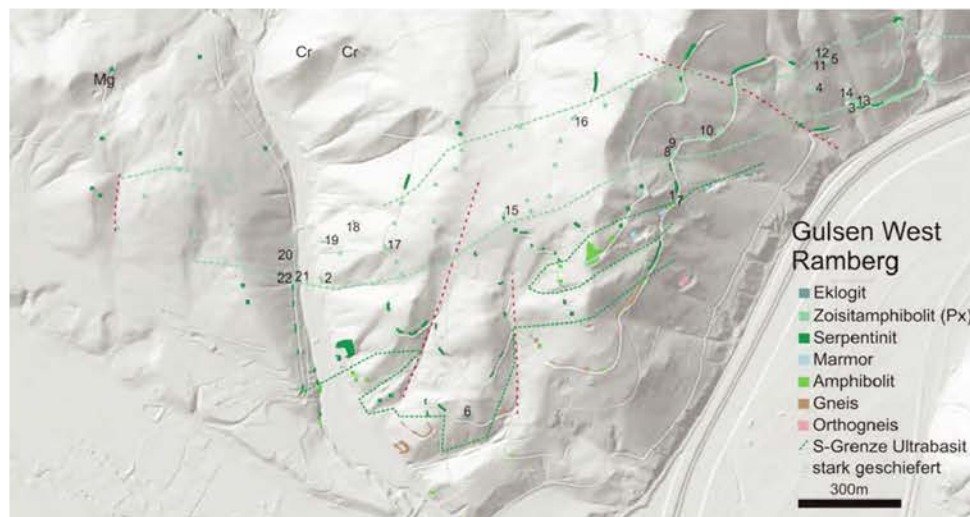 Cr Cr
Mg
12
5
11
4
14
13
3
16
10
9
8
17
15
18
19
17
20
22 21 2
6
Gulsen West
Ramberg
Eklogit
Zoisitamphibolit (Px)
Serpentinit
Marmor
Amphibolit
Gneis
Orthogneis
S-Grenze Ultrabasit
stark geschiefert
300m